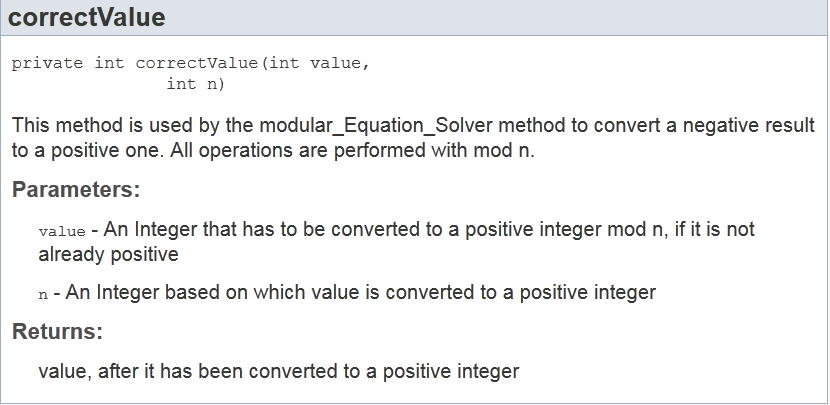 correctValue
private int correctValue(int value,
int n)
This method is used by the modular_Equation_Solver method to convert a negative result
to a positive one. All operations are performed with mod n.
Parameters:
value - An Integer that has to be converted to a positive integer mod n, if it is not
already positive
n - An Integer based on which value is converted to a positive integer
Returns:
value, after it has been converted to a positive integer